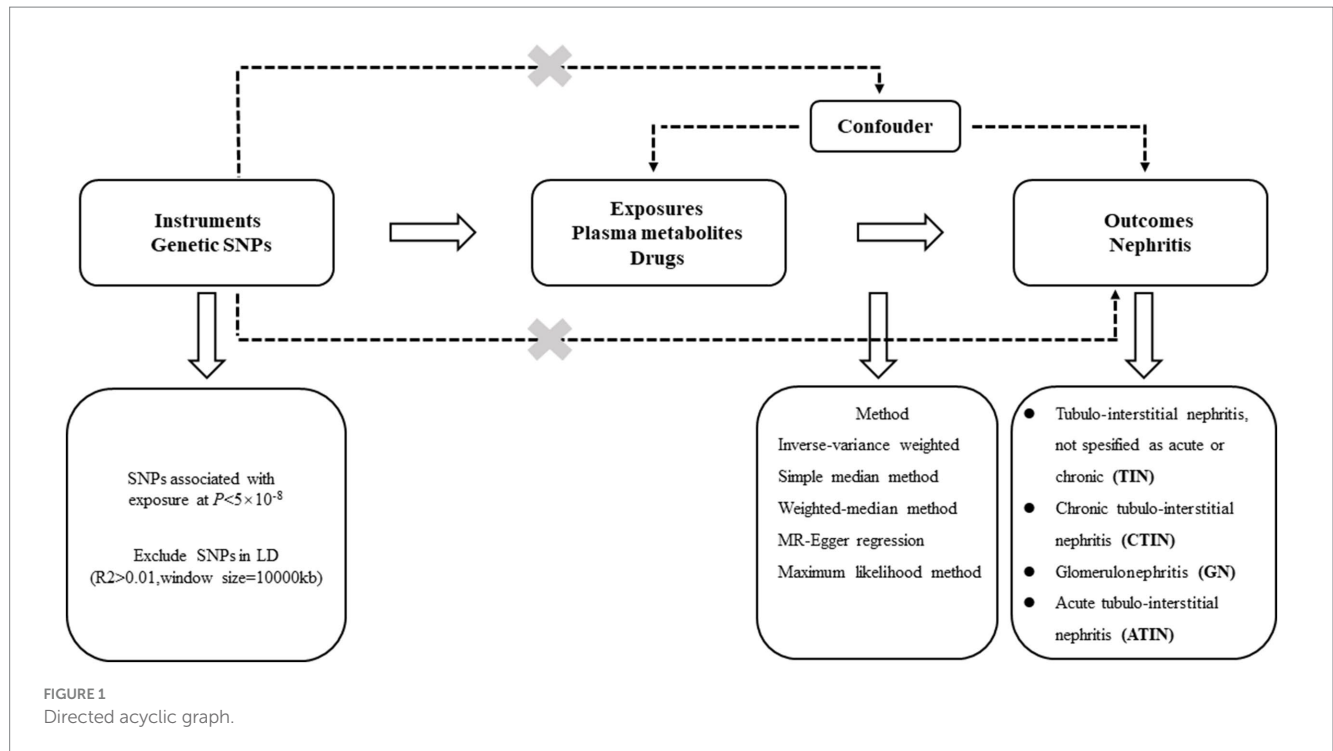 Confouder
Instruments
Genetic SNPs
Exposures
Plasma metabolites
Drugs
Outcomes
Nephritis
SNPs associated with
exposure at P<5×10-8
Exclude SNPs in LD
(R2>0.01,window size=10000kb)
Method
Inverse-variance weighted
Simple median method
Weighted-median method
MR-Egger regression
Maximum likelihood method
● Tubulo-interstitial nephritis,
not spesified as acute or
chronic (TIN)
● Chronic tubulo-interstitial
nephritis (CTIN)
● Glomerulonephritis (GN)
● Acute tubulo-interstitial
nephritis (ATIN)
FIGURE 1
Directed acyclic graph.